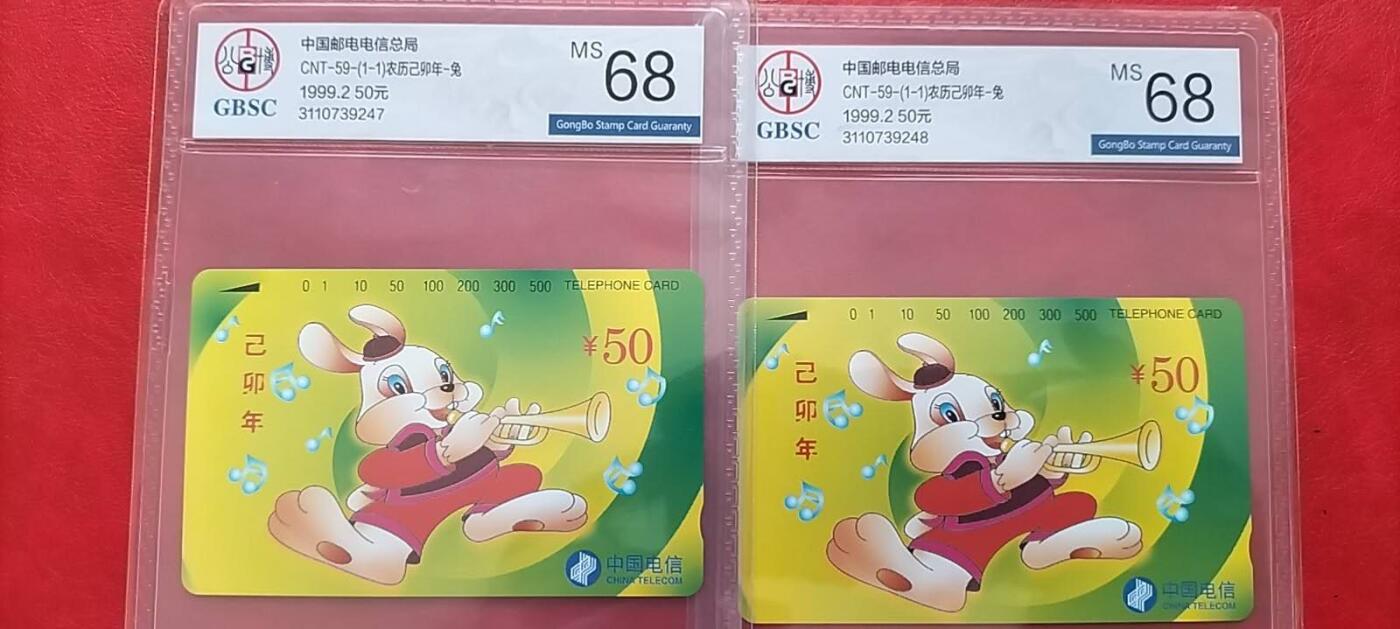 中国邮电电信总局
CNT-59-(1-1)农历己卯年-兔
1999.2 50元
3110739247
MS 68
GBSC
GongBo Stamp Card Guaranty
中国邮电电信总局
CNT-59-(1-1)农历己卯年-兔
1999.2 50元
3110739248
MS 68
GBSC
GongBo Stamp Card Guaranty
0 1 10 50 100 200 300 500 TELEPHONE CARD
己卯年
¥50
中国电信
CHINA TELECOM
0 1 10 50 100 200 300 500 TELEPHONE CARD
己卯年
¥50
中国电信
CHINA TELECOM